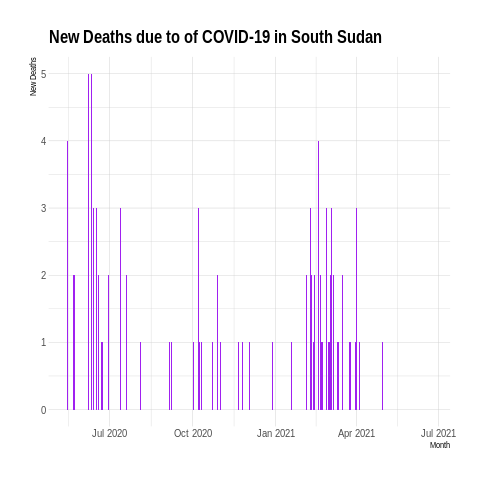 New Deaths due to of COVID-19 in South Sudan
New Deaths
5
4
3
2
1
0
Jul 2020 Oct 2020 Jan 2021 Apr 2021 Jul 2021
Month